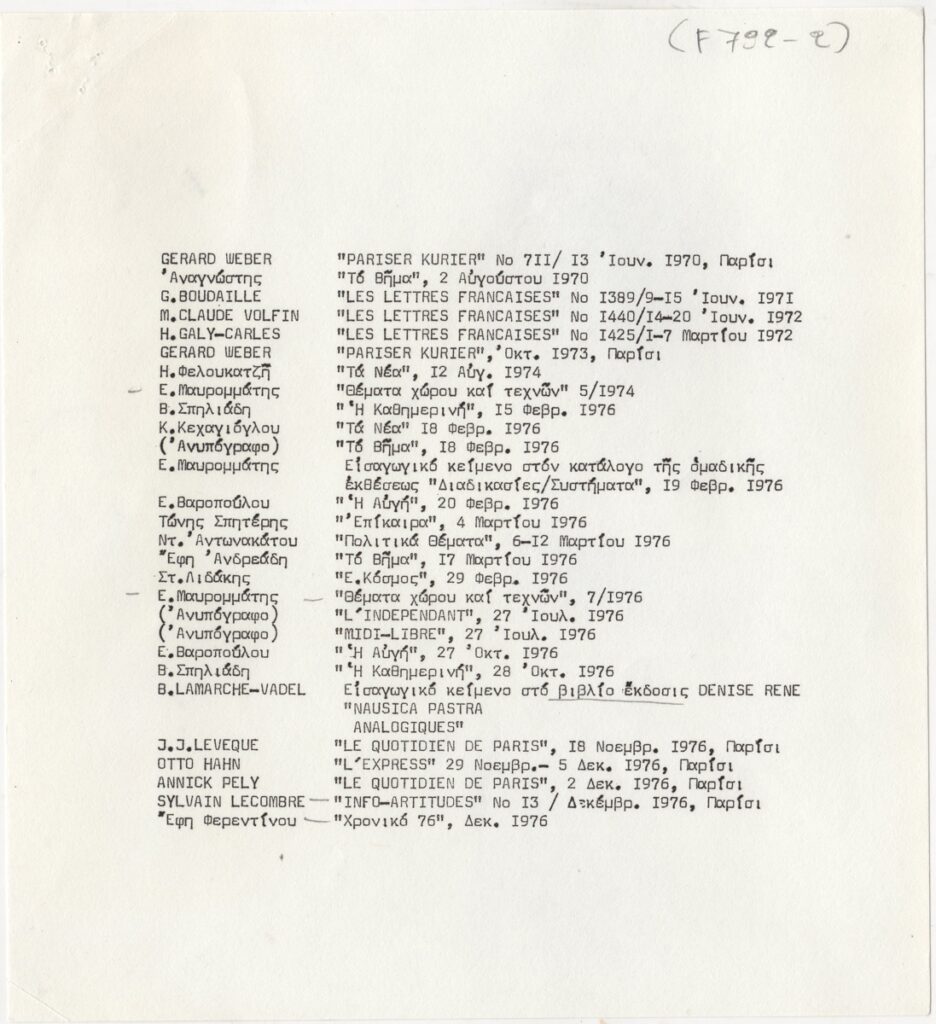 (F 792-2)
GERARD WEBER "PARISER KURIER" No 7II/ I3 'Ιουν. I970, Παρίσι
'Αναγνώστης "Τό Βῆμα", 2 Αὐγούστου I970
G.BOUDAILLE "LES LETTRES FRANCAISES" No I389/9-I5 'Ιουν. I97I
M.CLAUDE VOLFIN "LES LETTRES FRANCAISES" No I440/I4-20 'Ιουν. I972
H.GALY-CARLES "LES LETTRES FRANCAISES" No I425/I-7 Μαρτίου I972
GERARD WEBER "PARISER KURIER",'Οκτ. I973, Παρίσι
Η.Φελουκατζῆ "Τά Νέα", I2 Αὐγ. I974
Ε.Μαυρομμάτης "Θέματα χώρου καί τεχνῶν" 5/I974
Β.Σπηλιάδη "Ἡ Καθημερινή", I5 Φεβρ. I976
Κ.Κεχαγιόγλου "Τά Νέα" I8 Φεβρ. I976
('Ανυπόγραφο) "Τό Βῆμα", I8 Φεβρ. I976
Ε.Μαυρομμάτης Εἰσαγωγικό κείμενο στόν κατάλογο τῆς ὁμαδικῆς
ἐκθέσεως "Διαδικασίες/Συστήματα", I9 Φεβρ. I976
Ε.Βαροπούλου "Ἡ Αὐγή", 20 Φεβρ. I976
Τώνης Σπητέρης "'Επίκαιρα", 4 Μαρτίου I976
Ντ.'Αντωνακάτου "Πολιτικά Θέματα", 6-I2 Μαρτίου I976
Ἔφη 'Ανδρεάδη "Τό Βῆμα", I7 Μαρτίου I976
Στ.Λιδάκης "Ε.Κόσμος", 29 Φεβρ. I976
Ε.Μαυρομμάτης "Θέματα χώρου καί τεχνῶν", 7/I976
('Ανυπόγραφο) "L'INDEPENDANT", 27 'Ιουλ. I976
('Ανυπόγραφο) "MIDI-LIBRE", 27 'Ιουλ. I976
Ε.Βαροπούλου "Ἡ Αὐγή", 27 'Οκτ. I976
Β.Σπηλιάδη "Ἡ Καθημερινή", 28 'Οκτ. I976
B.LAMARCHE-VADEL Εἰσαγωγικό κείμενο στό βιβλίο ἔκδοσις DENISE RENE
"NAUSICA PASTRA
ANALOGIQUES"
J.J.LEVEQUE "LE QUOTIDIEN DE PARIS", I8 Νοεμβρ. I976, Παρίσι
OTTO HAHN "L'EXPRESS" 29 Νοεμβρ.- 5 Δεκ. I976, Παρίσι
ANNICK PELY "LE QUOTIDIEN DE PARIS", 2 Δεκ. I976, Παρίσι
SYLVAIN LECOMBRE "INFO-ARTITUDES" No I3 / Δεκέμβρ. I976, Παρίσι
Ἔφη Φερεντίνου "Χρονικό 76", Δεκ. I976